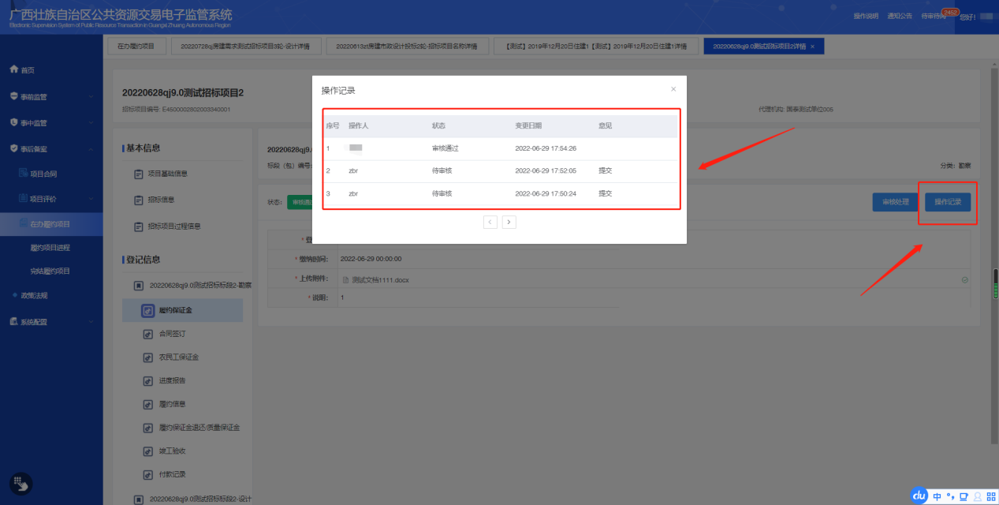 广西壮族自治区公共资源交易电子监管系统
Electronic Supervision System of Public Resource Transaction in Guangxi Zhuang Autonomous Region
操作说明 通知公告 待审待阅 2452 您好!
首页
事前监管
事中监管
事后备案
项目合同
项目评价
在办履约项目
履约项目进程
完结履约项目
政策法规
系统配置
在办履约项目
20220728qj房建需求测试招标项目3轮-设计详情
20220613zt房建市政设计投标2轮-招标项目名称详情
【测试】2019年12月20日住建1【测试】2019年12月20日住建1详情
20220628qj9.0测试招标项目2详情 ×
20220628qj9.0测试招标项目2
招标项目编号: E4500002802003340001
代理机构: 国泰测试单位005
基本信息
项目基础信息
招标信息
招标项目过程信息
登记信息
20220628qj9.0测试招标标段2-勘察
履约保证金
合同签订
农民工保证金
进度报告
履约信息
履约保证金退还/质量保证金
竣工验收
付款记录
20220628qj9.0测试招标标段2-设计
20220628qj9.
标段（包）编号:
分类: 勘察
状态: 审核通
审核处理
操作记录
* 登
* 缴纳时间: 2022-06-29 00:00:00
* 上传附件: 测试文档1111.docx
* 说明: 1
操作记录 ×
序号 操作人 状态 变更日期 意见
1 审核通过 2022-06-29 17:54:26
2 zbr 待审核 2022-06-29 17:52:05 提交
3 zbr 待审核 2022-06-29 17:50:24 提交
du 中